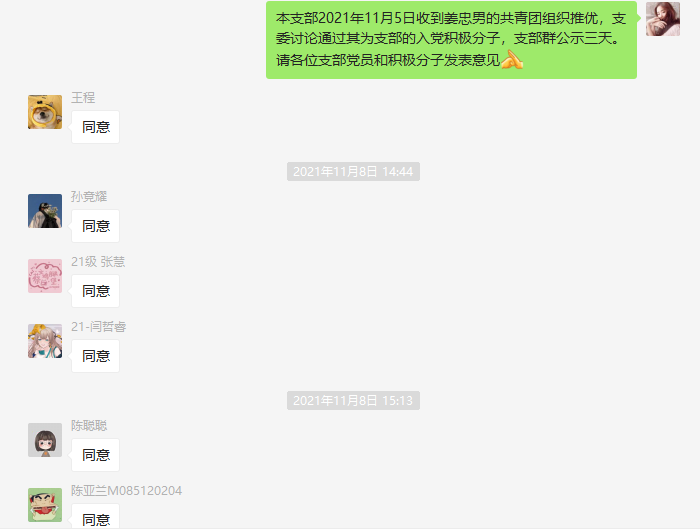 本支部2021年11月5日收到姜忠男的共青团组织推优，支
委讨论通过其为支部的入党积极分子，支部群公示三天。
请各位支部党员和积极分子发表意见
王程
同意
2021年11月8日 14:44
孙竟耀
同意
21级 张慧
同意
21-闫哲睿
同意
2021年11月8日 15:13
陈聪聪
同意
陈亚兰M085120204
同意